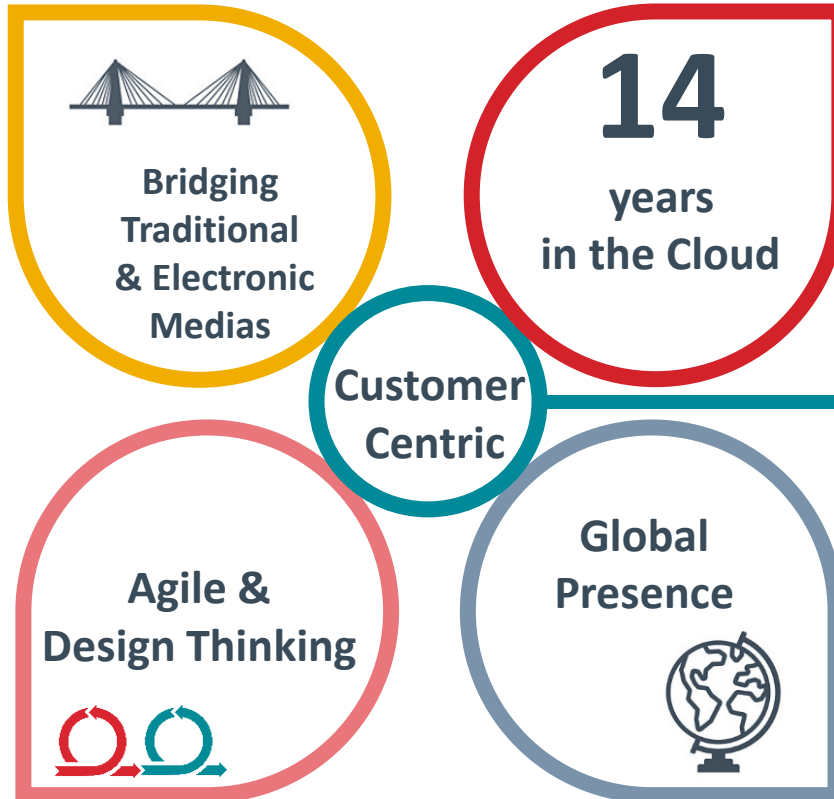 Bridging
Traditional
& Electronic
Medias
14
years
in the Cloud
Customer
Centric
Agile &
Design Thinking
Global
Presence